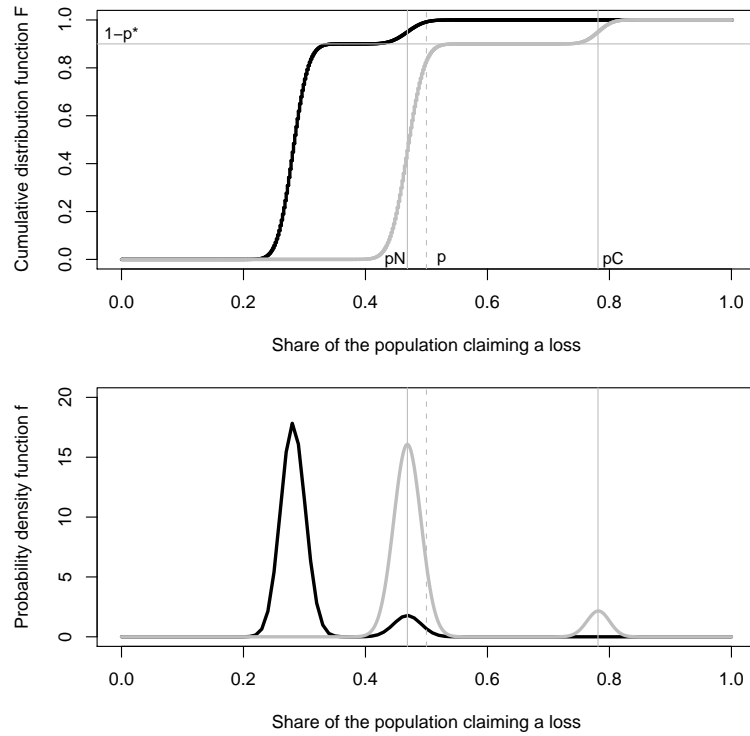 Cumulative distribution function F
1.0
0.8
0.6
0.4
0.2
0.0
1−p*
pN
p
pC
0.0 0.2 0.4 0.6 0.8 1.0
Share of the population claiming a loss
Probability density function f
20
15
10
5
0
0.0 0.2 0.4 0.6 0.8 1.0
Share of the population claiming a loss